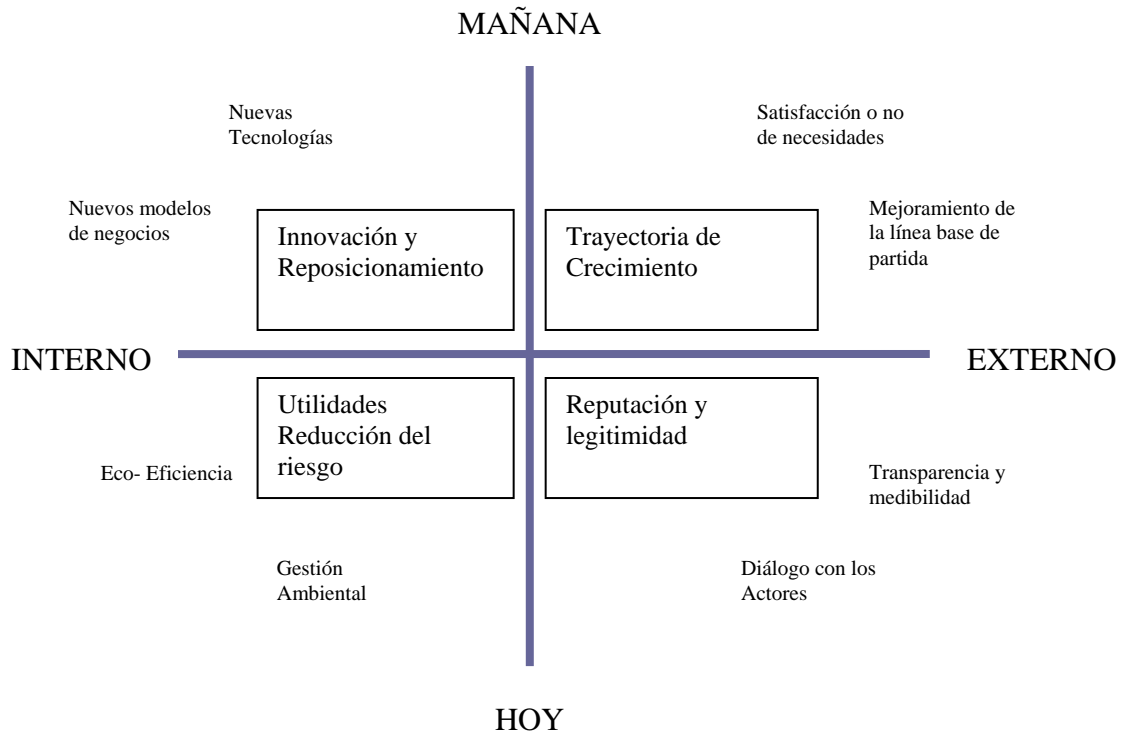 MAÑANA
Nuevas
Tecnologías
Satisfacción o no
de necesidades
Nuevos modelos
de negocios
Innovación y
Reposicionamiento
Trayectoria de
Crecimiento
Mejoramiento de
la línea base de
partida
INTERNO
EXTERNO
Utilidades
Reducción del
riesgo
Reputación y
legitimidad
Eco- Eficiencia
Transparencia y
medibilidad
Gestión
Ambiental
Diálogo con los
Actores
HOY